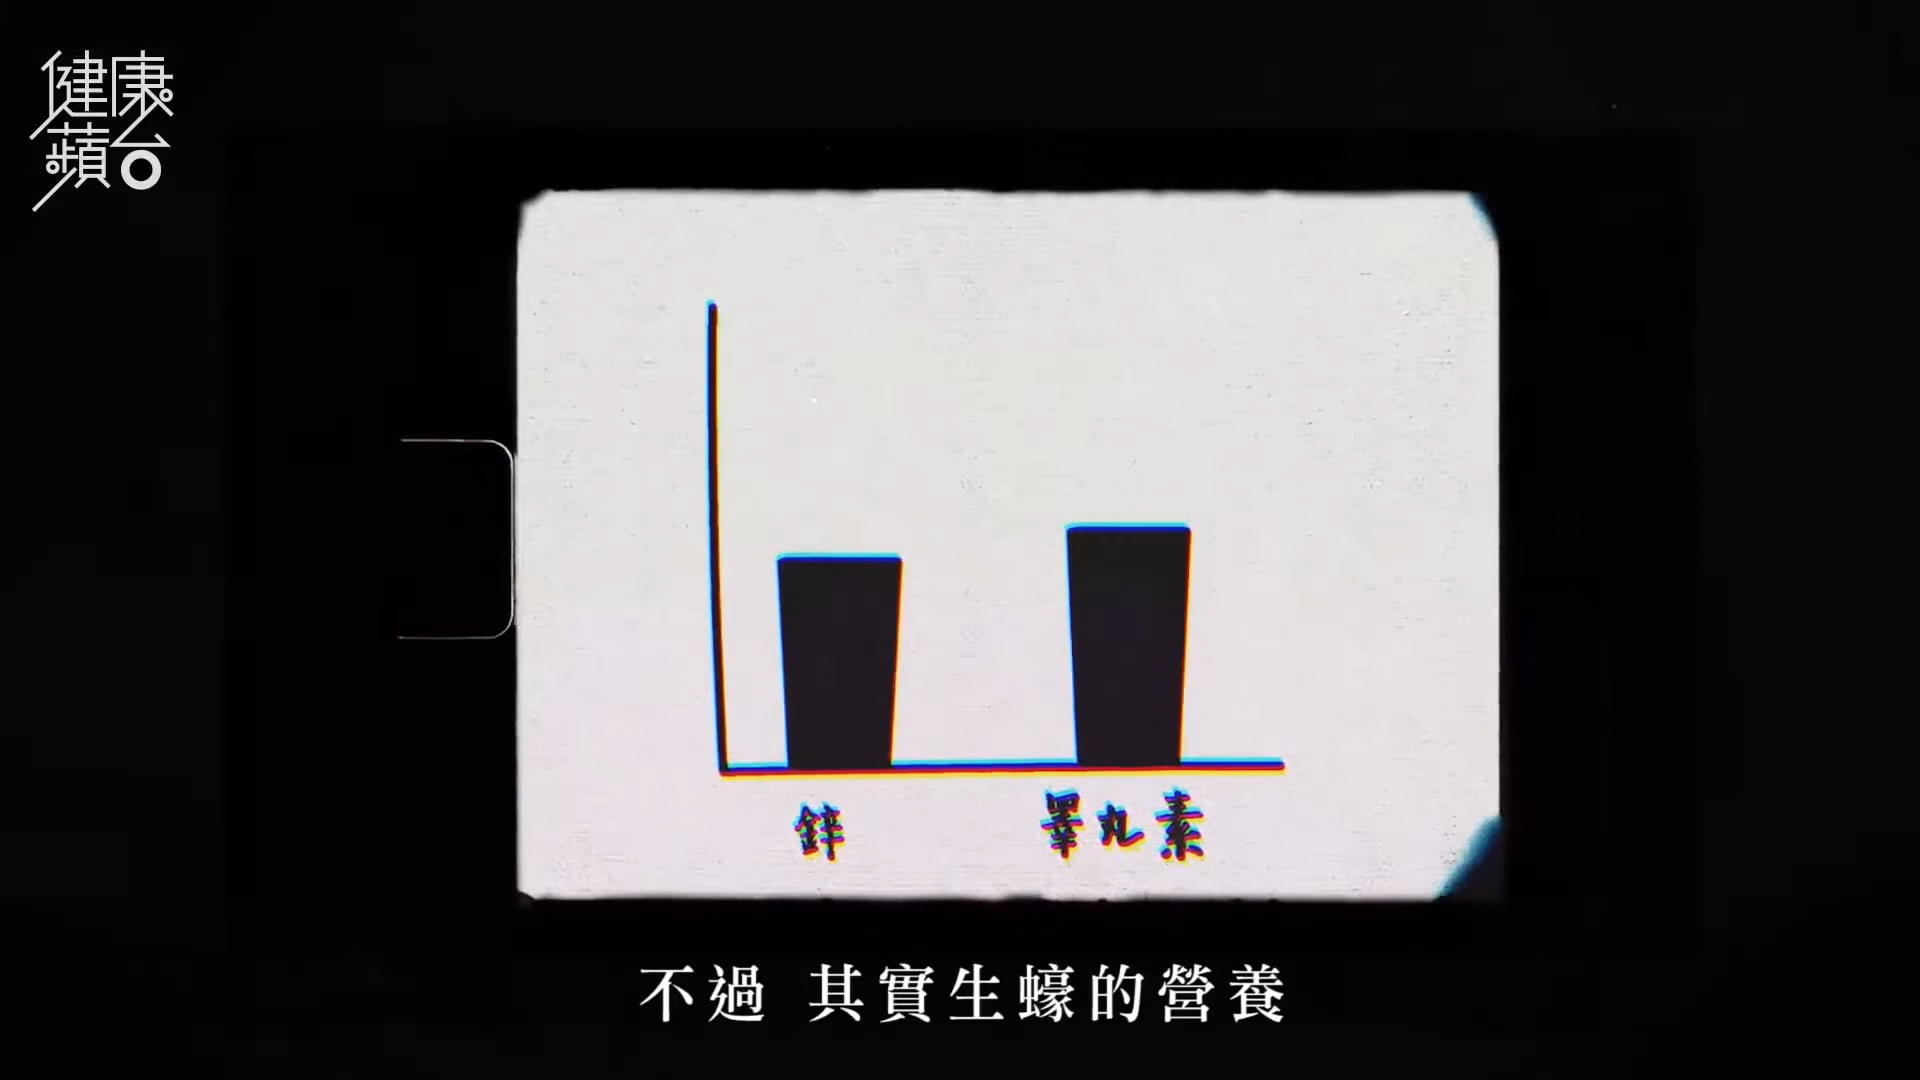 健康
蘋台
鋅
睪丸素
不過 其實生蠔的營養